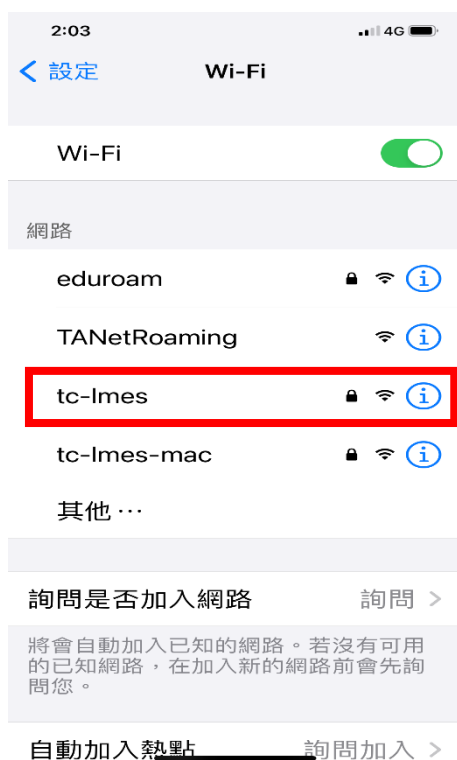 2:03 4G
設定 Wi-Fi
Wi-Fi
網路
eduroam
TANetRoaming
tc-lmes
tc-lmes-mac
其他…
詢問是否加入網路 詢問
將會自動加入已知的網路。若沒有可用
的已知網路，在加入新的網路前會先詢
問您。
自動加入熱點 詢問加入